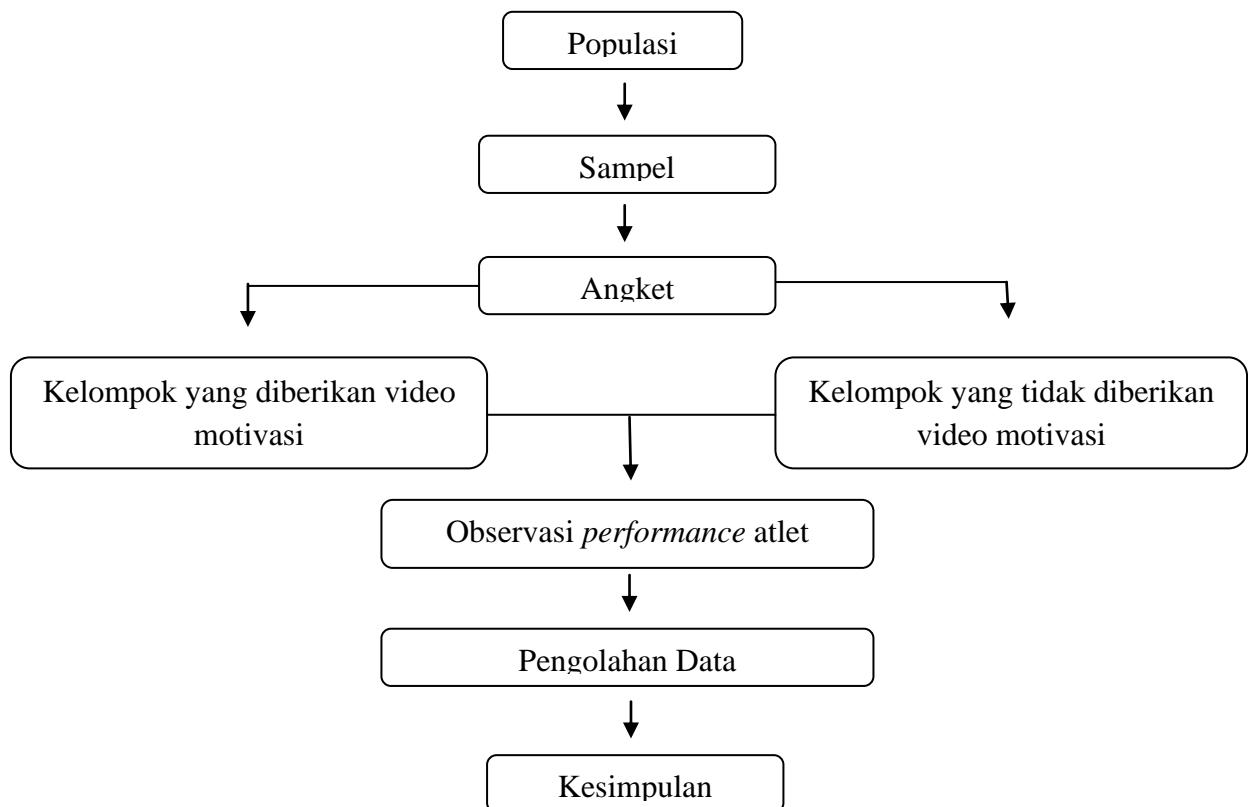 Populasi
Sampel
Angket
Kelompok yang diberikan video
motivasi
Kelompok yang tidak diberikan
video motivasi
Observasi performance atlet
Pengolahan Data
Kesimpulan